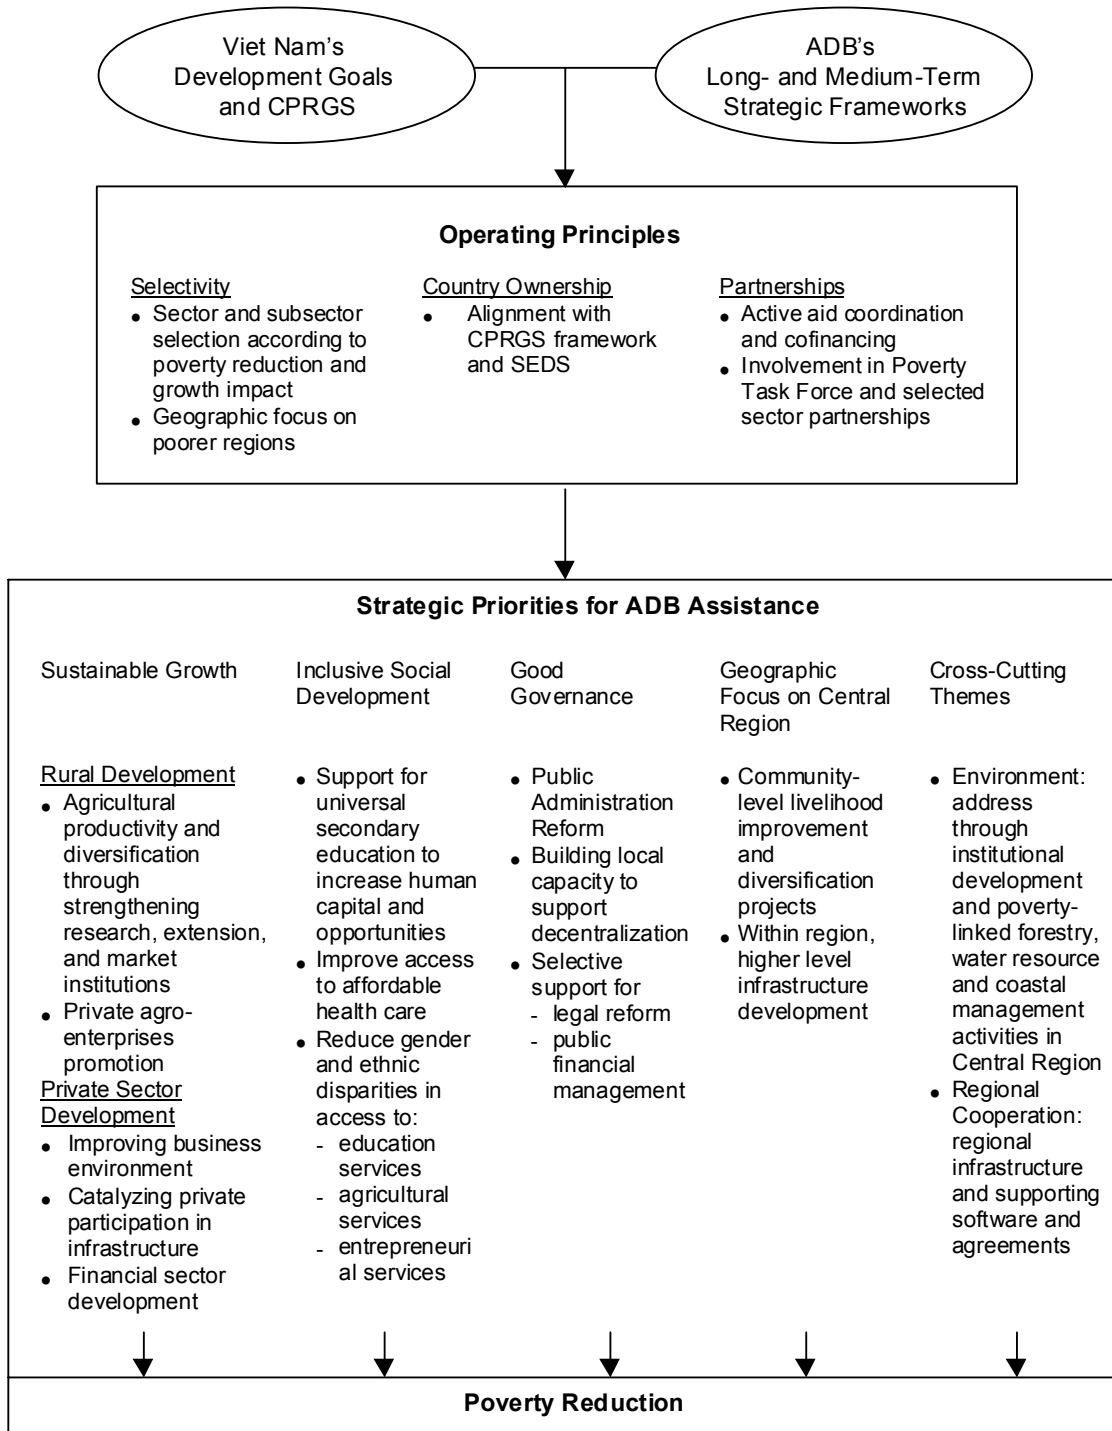 Viet Nam’s
Development Goals
and CPRGS
ADB’s
Long- and Medium-Term
Strategic Frameworks
Operating Principles
Selectivity
● Sector and subsector
selection according to
poverty reduction and
growth impact
● Geographic focus on
poorer regions
Country Ownership
● Alignment with
CPRGS framework
and SEDS
Partnerships
● Active aid coordination
and cofinancing
● Involvement in Poverty
Task Force and selected
sector partnerships
Strategic Priorities for ADB Assistance
Sustainable Growth
Rural Development
● Agricultural
productivity and
diversification
through
strengthening
research, extension,
and market
institutions
● Private agro-
enterprises
promotion
Private Sector
Development
● Improving business
environment
● Catalyzing private
participation in
infrastructure
● Financial sector
development
Inclusive Social
Development
● Support for
universal
secondary
education to
increase human
capital and
opportunities
● Improve access
to affordable
health care
● Reduce gender
and ethnic
disparities in
access to:
- education
services
- agricultural
services
- entrepreneuri
al services
Good
Governance
● Public
Administration
Reform
● Building local
capacity to
support
decentralization
● Selective
support for
- legal reform
- public
financial
management
Geographic
Focus on Central
Region
● Community-
level livelihood
improvement
and
diversification
projects
● Within region,
higher level
infrastructure
development
Cross-Cutting
Themes
● Environment:
address
through
institutional
development
and poverty-
linked forestry,
water resource
and coastal
management
activities in
Central Region
● Regional
Cooperation:
regional
infrastructure
and supporting
software and
agreements
Poverty Reduction